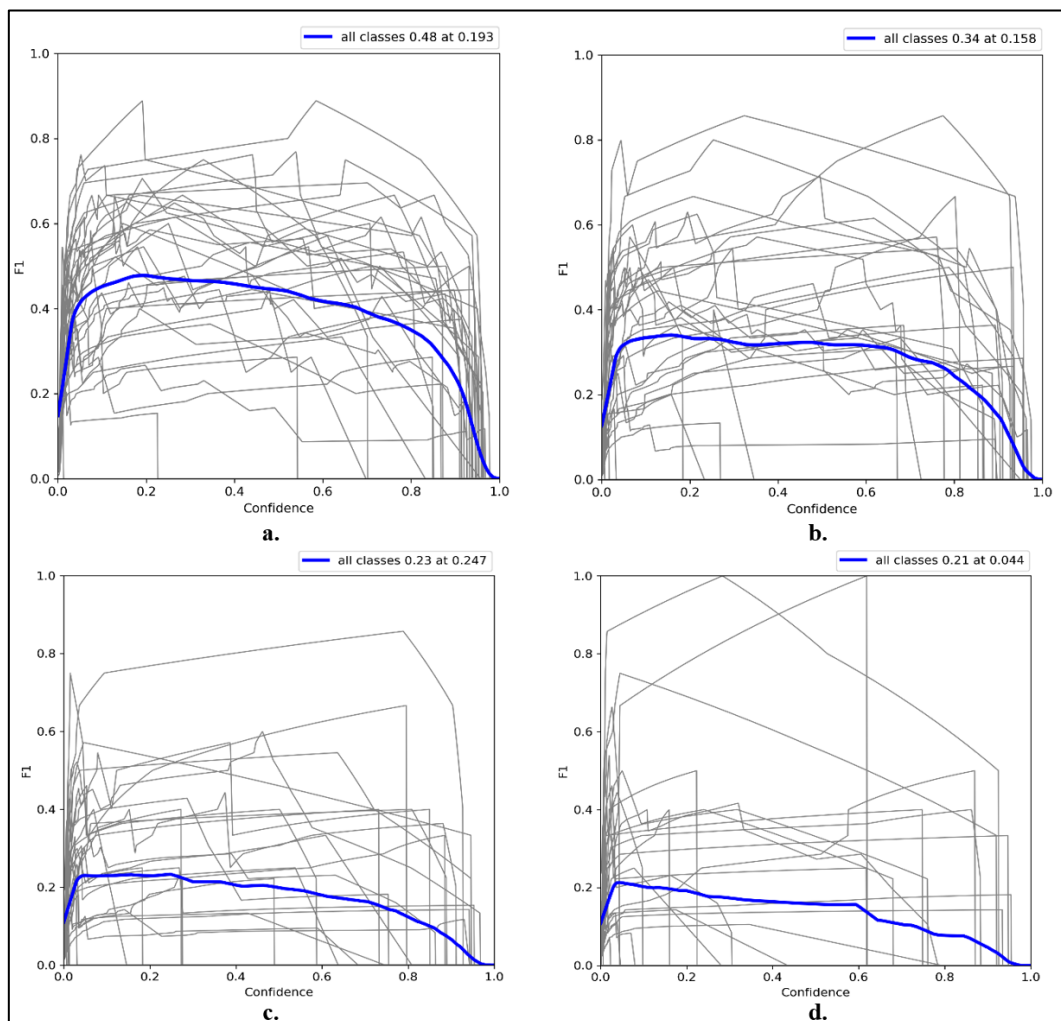 all classes 0.48 at 0.193
1.0
0.8
0.6
F1
0.4
0.2
0.0
0.0 0.2 0.4 0.6 0.8 1.0
Confidence
a.
all classes 0.34 at 0.158
1.0
0.8
0.6
F1
0.4
0.2
0.0
0.0 0.2 0.4 0.6 0.8 1.0
Confidence
b.
all classes 0.23 at 0.247
1.0
0.8
0.6
F1
0.4
0.2
0.0
0.0 0.2 0.4 0.6 0.8 1.0
Confidence
c.
all classes 0.21 at 0.044
1.0
0.8
0.6
F1
0.4
0.2
0.0
0.0 0.2 0.4 0.6 0.8 1.0
Confidence
d.